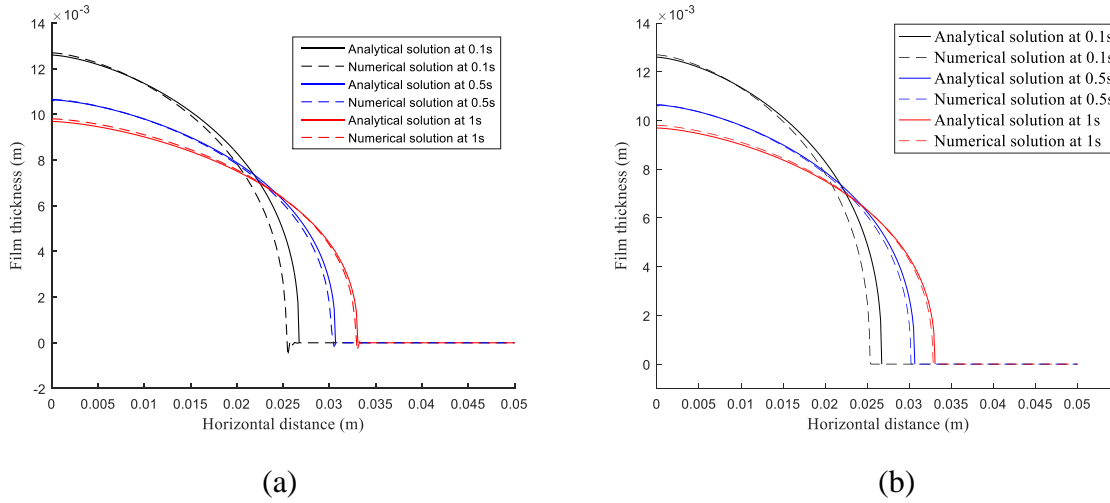 ×10⁻³
14
12
10
8
6
4
2
0
-2
Film thickness (m)
0 0.005 0.01 0.015 0.02 0.025 0.03 0.035 0.04 0.045 0.05
Horizontal distance (m)
Analytical solution at 0.1s
Numerical solution at 0.1s
Analytical solution at 0.5s
Numerical solution at 0.5s
Analytical solution at 1s
Numerical solution at 1s
(a)
×10⁻³
14
12
10
8
6
4
2
0
Film thickness (m)
0 0.005 0.01 0.015 0.02 0.025 0.03 0.035 0.04 0.045 0.05
Horizontal distance (m)
Analytical solution at 0.1s
Numerical solution at 0.1s
Analytical solution at 0.5s
Numerical solution at 0.5s
Analytical solution at 1s
Numerical solution at 1s
(b)